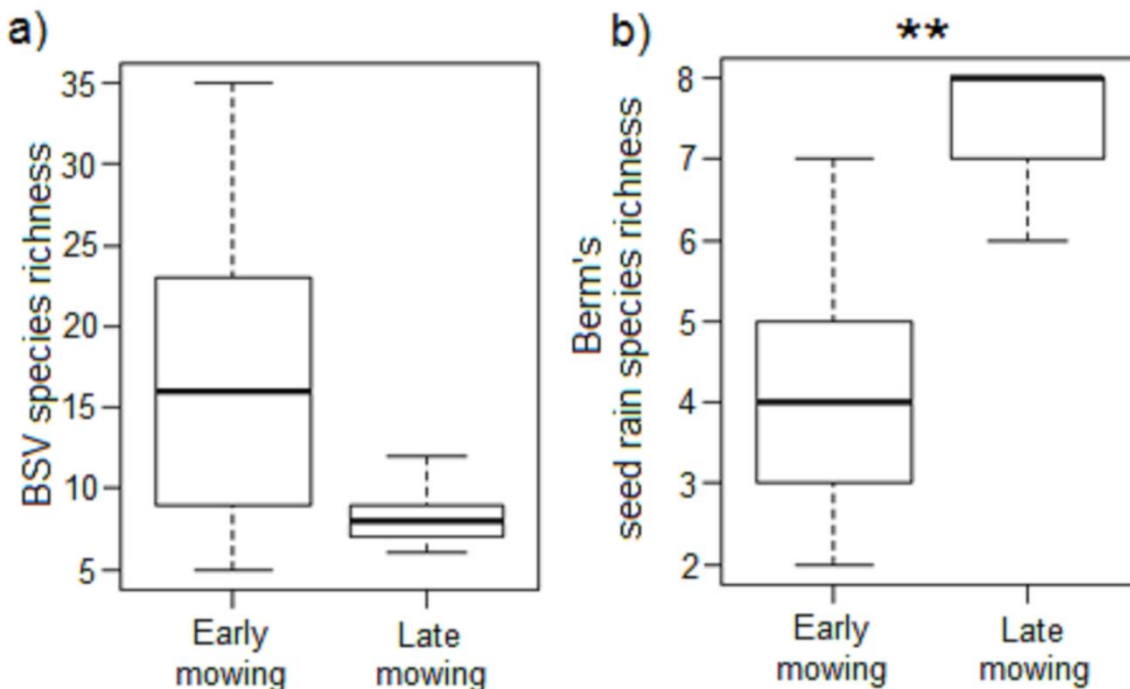 a)
BSV species richness
35
30
25
20
15
10
5
Early
mowing
Late
mowing
b)
**
Berm's
seed rain species richness
8
7
6
5
4
3
2
Early
mowing
Late
mowing